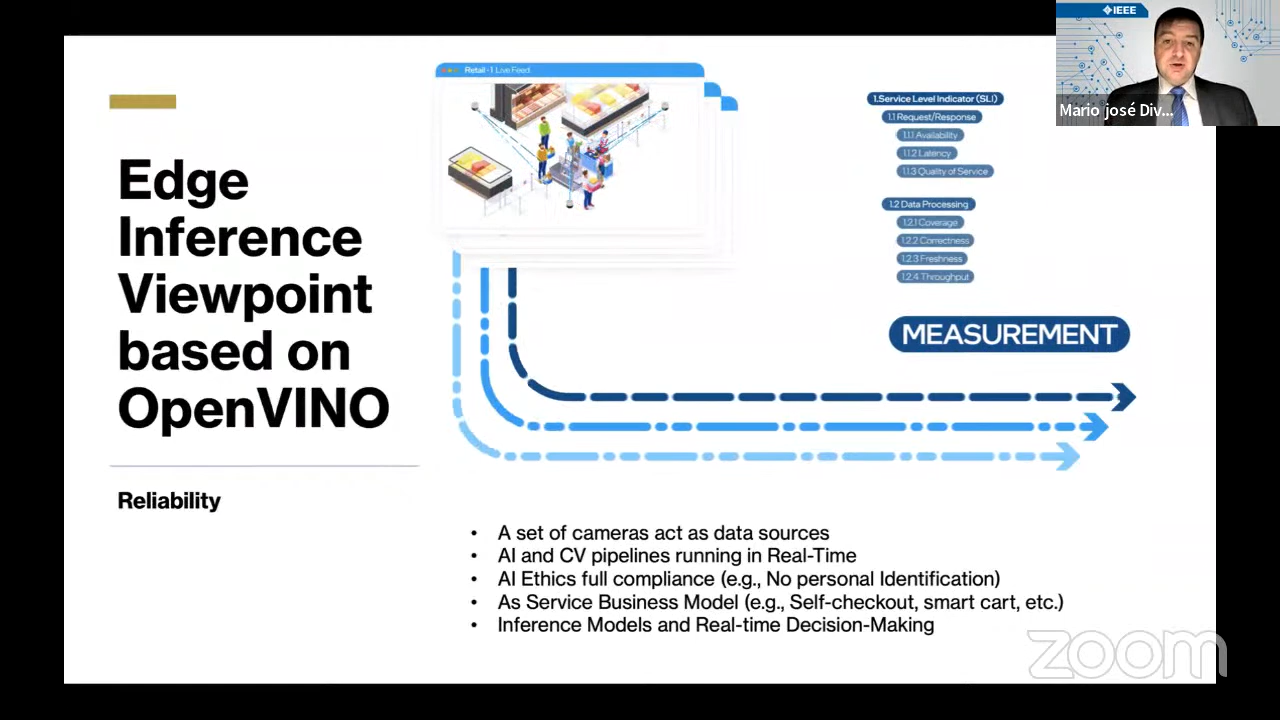 IEEE
Mario josé Div...
Edge
Inference
Viewpoint
based on
OpenVINO
Reliability
Retail - 1 Live Feed
1.Service Level Indicator (SLI)
1.1 Request/Response
1.1.1 Availability
1.1.2 Latency
1.1.3 Quality of Service
1.2 Data Processing
1.2.1 Coverage
1.2.2 Correctness
1.2.3 Freshness
1.2.4 Throughput
MEASUREMENT
• A set of cameras act as data sources
• AI and CV pipelines running in Real-Time
• AI Ethics full compliance (e.g., No personal Identification)
• As Service Business Model (e.g., Self-checkout, smart cart, etc.)
• Inference Models and Real-time Decision-Making
zoom